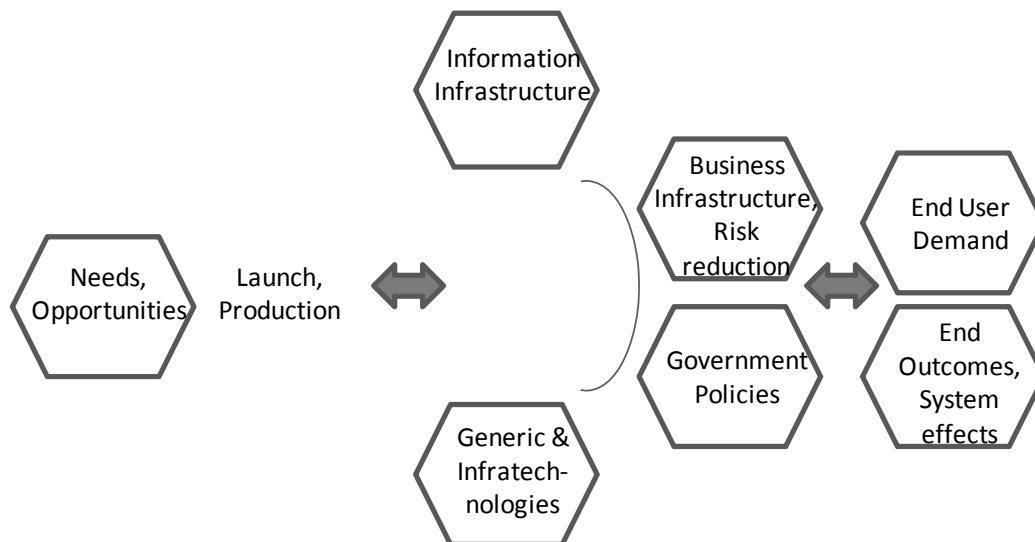 Information
Infrastructure
Business
Infrastructure,
Risk
reduction
End User
Demand
Needs,
Opportunities
Launch,
Production
Government
Policies
End
Outcomes,
System
effects
Generic &
Infratech-
nologies